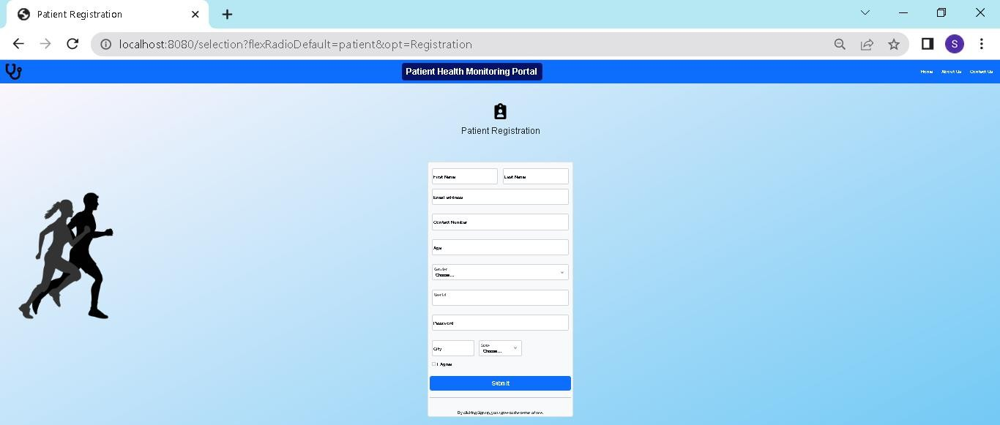 Patient Registration
localhost:8080/selection?flexRadioDefault=patient&opt=Registration
S
Patient Health Monitoring Portal
Home About Us Contact Us
Patient Registration
First Name Last Name
Email address
Contact Number
Age
Gender
Choose...
User Id
Password
City
State
Choose...
I Agree
Submit
By clicking Sign up, you agree to the terms of use.